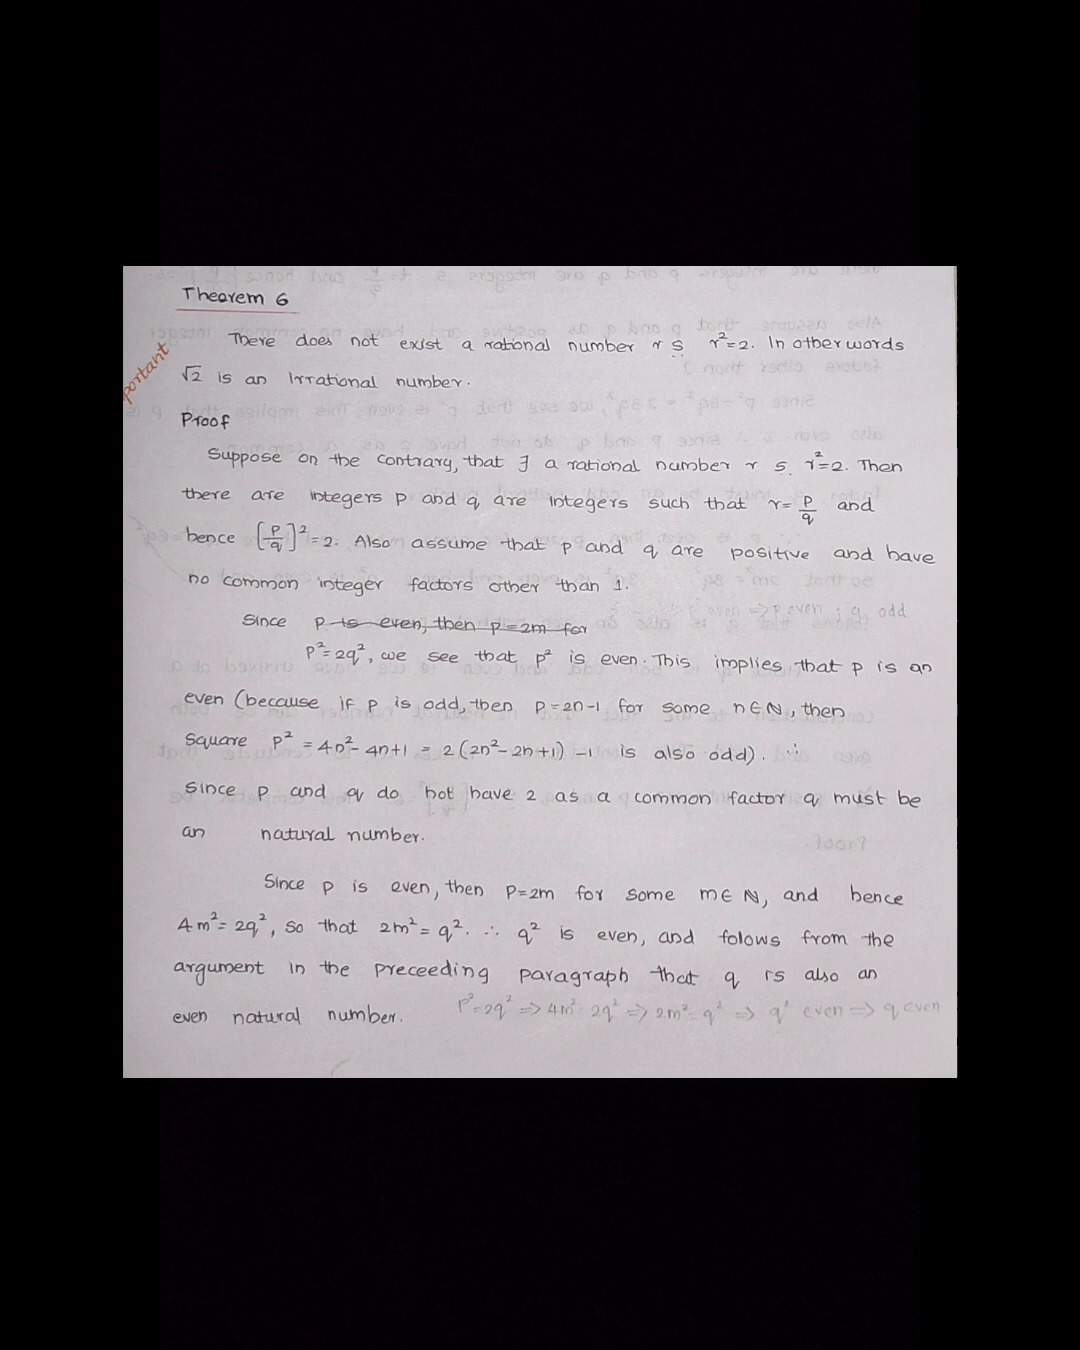 Theorem 6
There does not exist a rational number r s. r²=2. In other words
portant
√2 is an Irrational number.
Proof
Suppose on the contrary, that ∃ a rational number r s. r²=2. Then
there are integers p and q are integers such that r= p/q and
hence [p/q]²=2. Also assume that p and q are positive and have
no common integer factors other than 1.
⇒ p even ; q odd
Since p is even, then p=2m for
p²=2q², we see that p² is even. This implies that p is an
even (because if p is odd, then p=2n-1 for some n∈N, then
square p² = 4n²-4n+1 = 2(2n²-2n+1) -1 is also odd). ∴
since p and q do not have 2 as a common factor q must be
an natural number.
Since p is even, then p=2m for some m∈N, and hence
4m²=2q², so that 2m²=q². ∴ q² is even, and folows from the
argument in the preceeding paragraph that q is also an
even natural number. p²=2q² ⇒ 4m²=2q² ⇒ 2m²=q² ⇒ q² even ⇒ q even